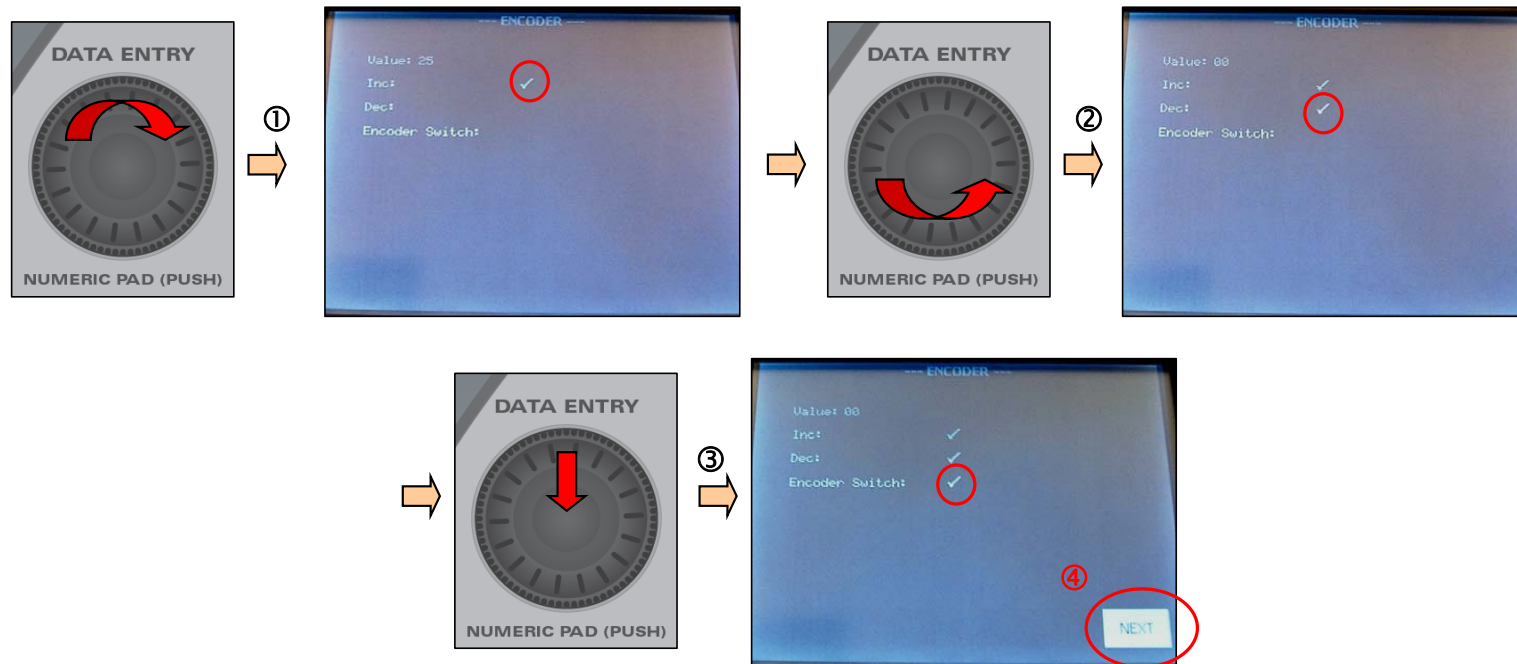 DATA ENTRY
NUMERIC PAD (PUSH)
①
--- ENCODER ---
Value: 25
Inc: ✓
Dec:
Encoder Switch:
DATA ENTRY
NUMERIC PAD (PUSH)
②
--- ENCODER ---
Value: 00
Inc: ✓
Dec: ✓
Encoder Switch:
DATA ENTRY
NUMERIC PAD (PUSH)
③
--- ENCODER ---
Value: 00
Inc: ✓
Dec: ✓
Encoder Switch: ✓
④
NEXT